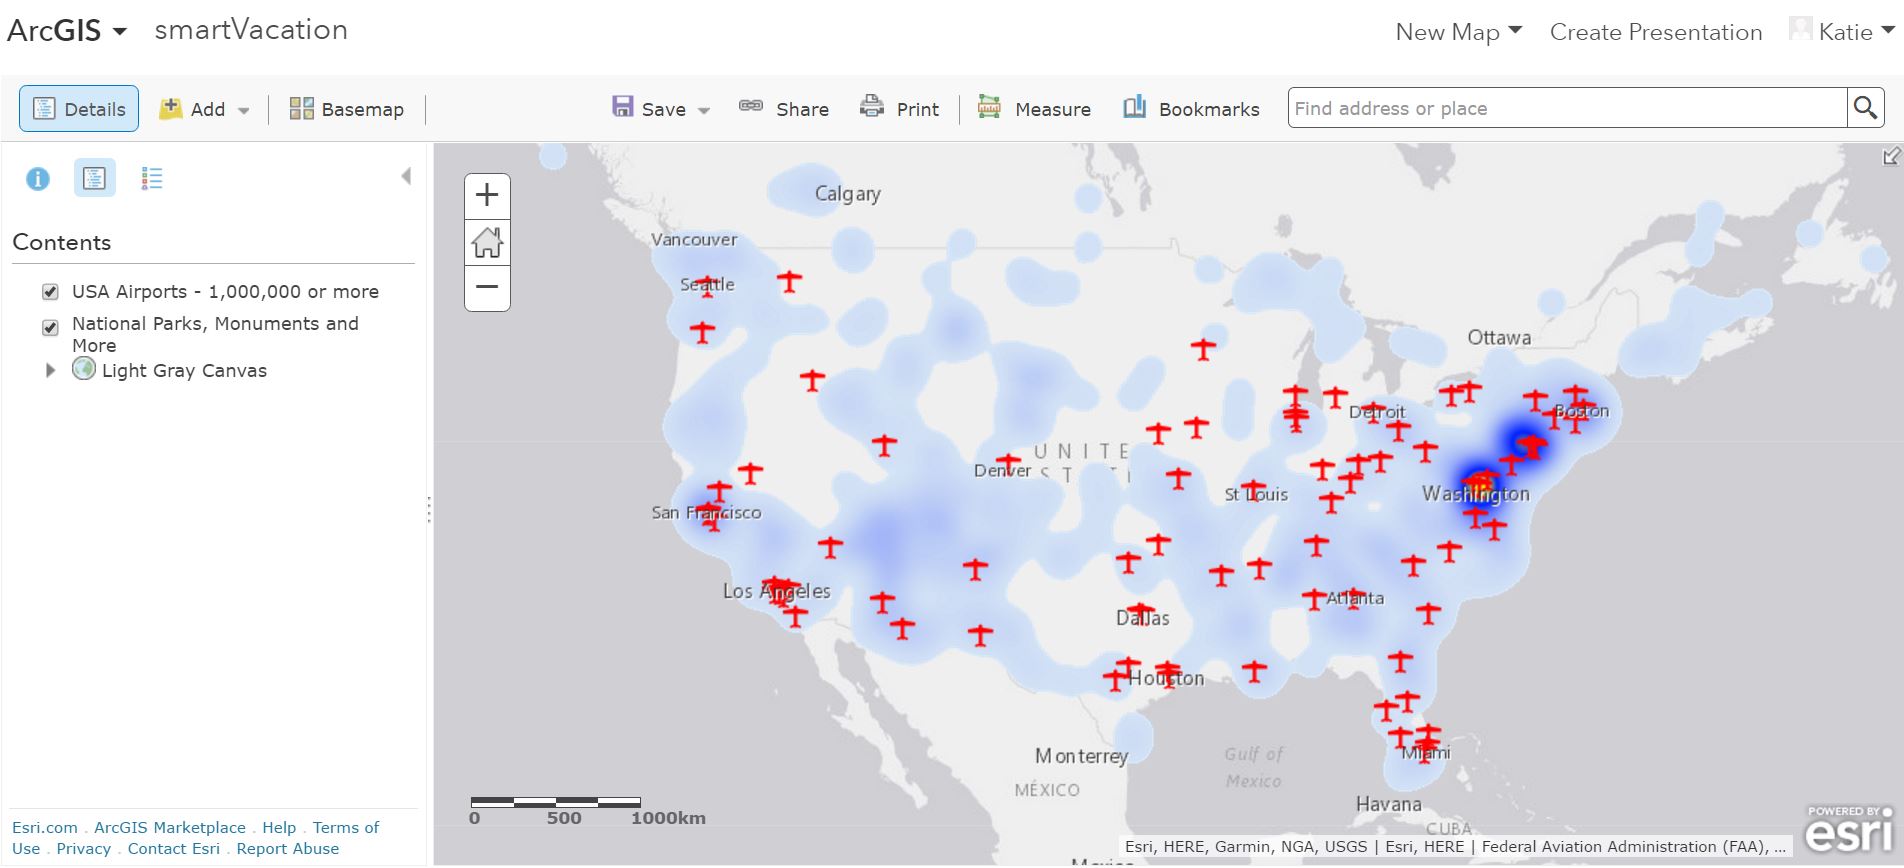 ArcGIS smartVacation New Map Create Presentation Katie
Details Add Basemap Save Share Print Measure Bookmarks Find address or place
Contents
USA Airports - 1,000,000 or more
National Parks, Monuments and
More
Light Gray Canvas
Esri.com . ArcGIS Marketplace . Help . Terms of
Use . Privacy . Contact Esri . Report Abuse
Calgary
Vancouver
Seattle
Ottawa
Detroit
Boston
UNITE
Denver
St Louis
Washington
San Francisco
Los Angeles
Atlanta
Dallas
Houston
Monterrey
Gulf of
Mexico
Miami
MÉXICO
Havana
CUBA
0 500 1000km
POWERED BY
esri
Esri, HERE, Garmin, NGA, USGS | Esri, HERE | Federal Aviation Administration (FAA), ...